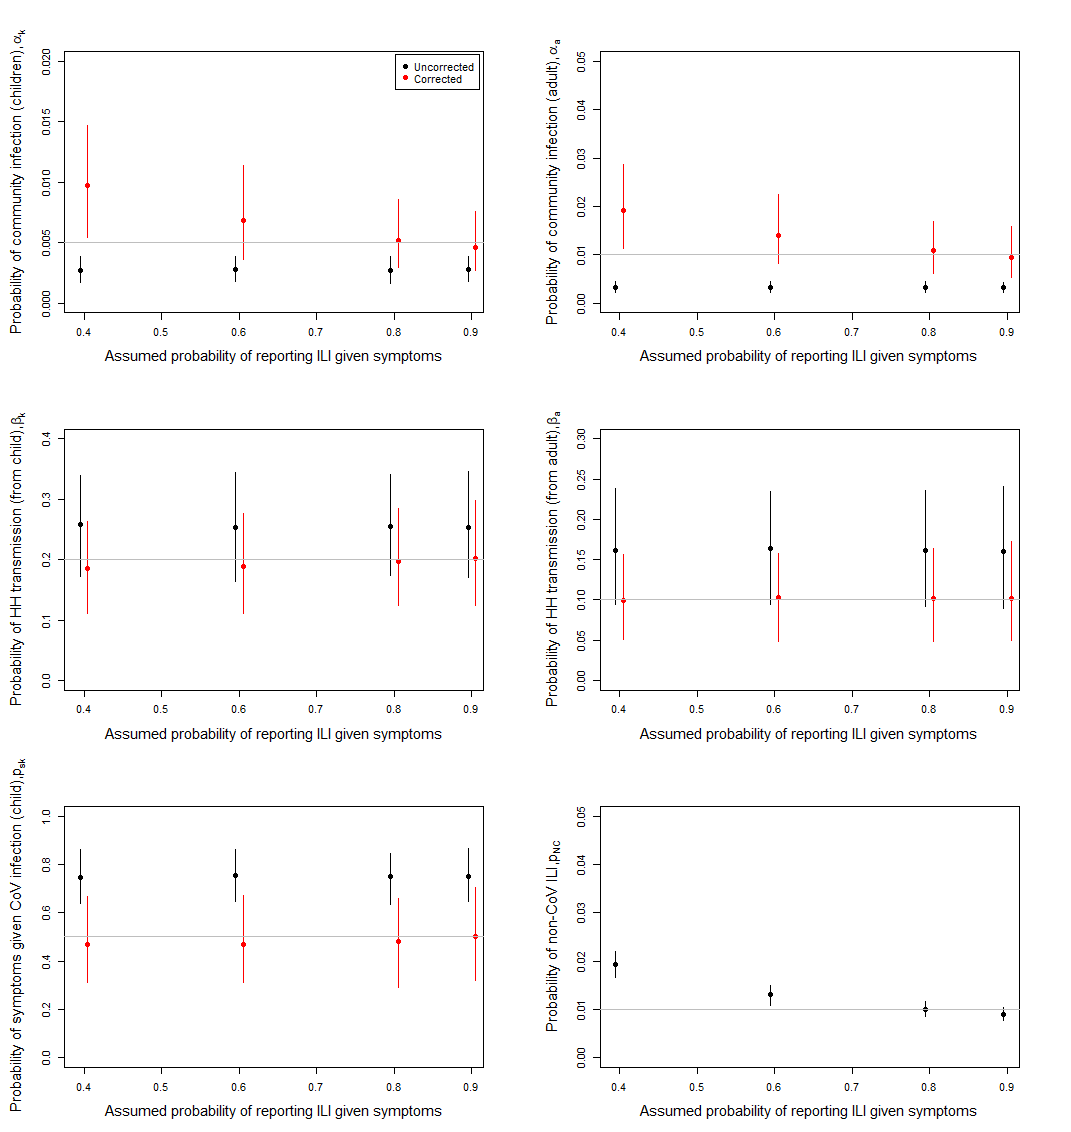 Probability of community infection (children), αk
0.020
0.015
0.010
0.005
0.000
Uncorrected
Corrected
0.4 0.6 0.7 0.8 0.9
Assumed probability of reporting ILI given symptoms
Probability of community infection (adult), αa
0.05
0.04
0.03
0.02
0.01
0.00
0.4 0.5 0.6 0.7 0.8 0.9
Assumed probability of reporting ILI given symptoms
Probability of HH transmission (from child),βk
0.4
0.3
0.2
0.1
0.0
0.4 0.5 0.6 0.7 0.8 0.9
Assumed probability of reporting ILI given symptoms
Probability of HH transmission (from adult),βa
0.30
0.25
0.20
0.15
0.10
0.05
0.00
0.4 0.5 0.6 0.7 0.8 0.9
Assumed probability of reporting ILI given symptoms
Probability of symptoms given CoV infection (child),psk
1.0
0.8
0.6
0.4
0.2
0.0
0.4 0.5 0.6 0.7 0.8 0.9
Assumed probability of reporting ILI given symptoms
Probability of non-CoV ILI,pNC
0.05
0.04
0.03
0.02
0.01
0.00
0.4 0.5 0.6 0.7 0.8 0.9
Assumed probability of reporting ILI given symptoms